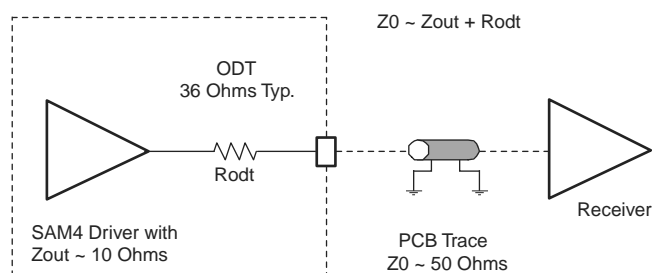 Z0 ~ Zout + Rodt
ODT
36 Ohms Typ.
Rodt
Receiver
SAM4 Driver with
Zout ~ 10 Ohms
PCB Trace
Z0 ~ 50 Ohms